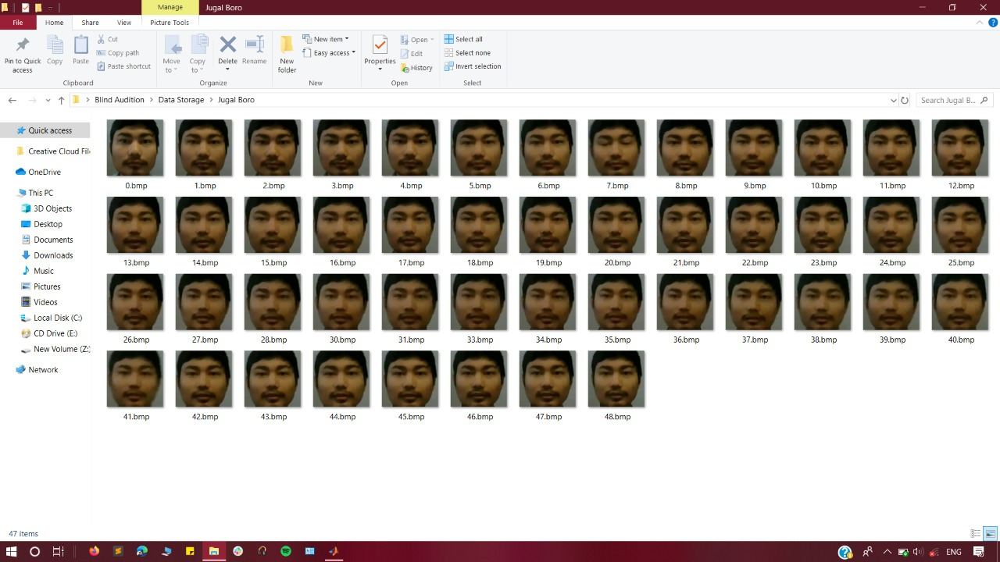 Manage
Jugal Boro
File
Home
Share
View
Picture Tools
Pin to Quick access
Copy
Paste
Cut
Copy path
Paste shortcut
Clipboard
Move to
Copy to
Delete
Rename
Organize
New folder
New item
Easy access
New
Properties
Open
Edit
History
Open
Select all
Select none
Invert selection
Select
Blind Audition > Data Storage > Jugal Boro
Search Jugal B...
Quick access
Creative Cloud File
OneDrive
This PC
3D Objects
Desktop
Documents
Downloads
Music
Pictures
Videos
Local Disk (C:)
CD Drive (E:)
New Volume (Z:)
Network
0.bmp 1.bmp 2.bmp 3.bmp 4.bmp 5.bmp 6.bmp 7.bmp 8.bmp 9.bmp 10.bmp 11.bmp 12.bmp
13.bmp 14.bmp 15.bmp 16.bmp 17.bmp 18.bmp 19.bmp 20.bmp 21.bmp 22.bmp 23.bmp 24.bmp 25.bmp
26.bmp 27.bmp 28.bmp 30.bmp 31.bmp 33.bmp 34.bmp 35.bmp 36.bmp 37.bmp 38.bmp 39.bmp 40.bmp
41.bmp 42.bmp 43.bmp 44.bmp 45.bmp 46.bmp 47.bmp 48.bmp
47 items
ENG